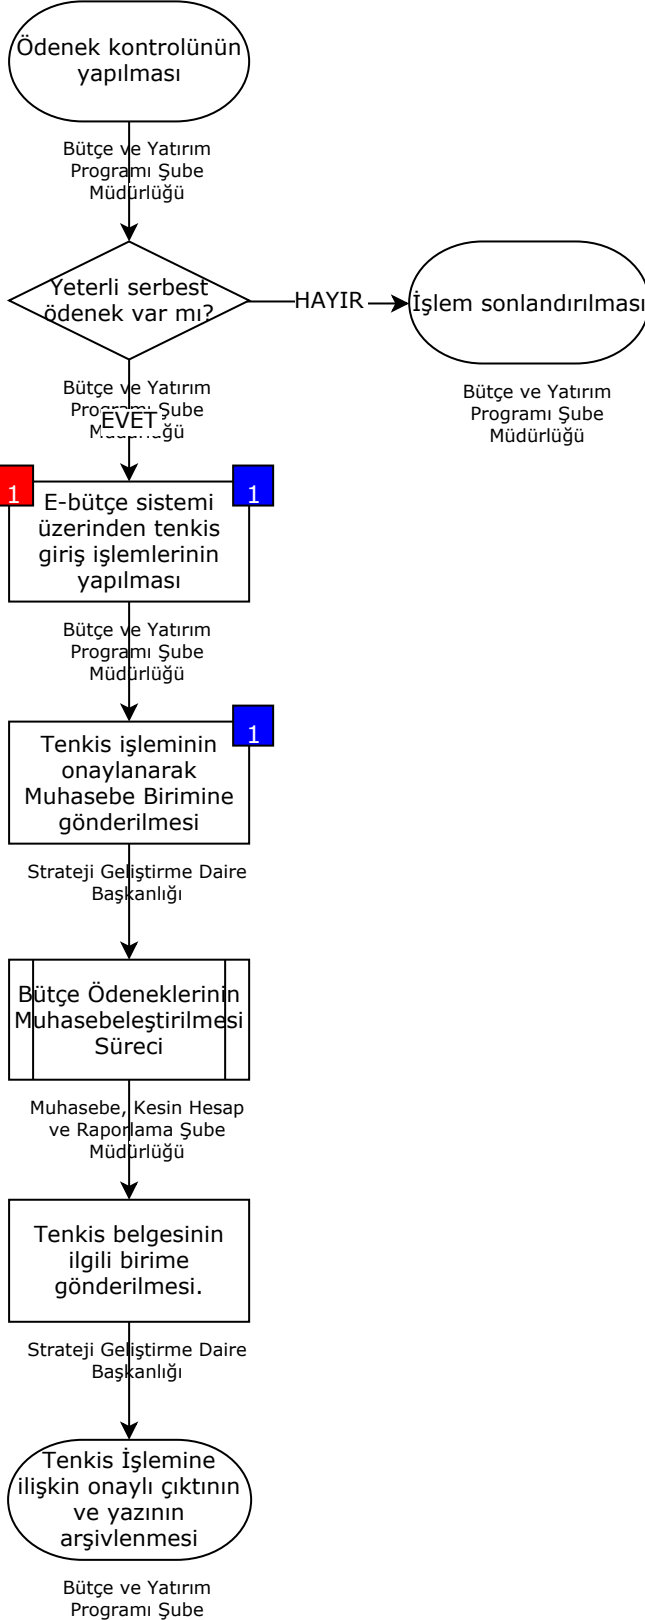 Ödenek kontrolünün
yapılması
Bütçe ve Yatırım
Programı Şube
Müdürlüğü
Yeterli serbest
ödenek var mı?
HAYIR
İşlem sonlandırılması
Bütçe ve Yatırım
Programı Şube
Müdürlüğü
Bütçe ve Yatırım
Programı Şube
Müdürlüğü
EVET
1
1
E-bütçe sistemi
üzerinden tenkis
giriş işlemlerinin
yapılması
Bütçe ve Yatırım
Programı Şube
Müdürlüğü
1
Tenkis işleminin
onaylanarak
Muhasebe Birimine
gönderilmesi
Strateji Geliştirme Daire
Başkanlığı
Bütçe Ödeneklerinin
Muhasebeleştirilmesi
Süreci
Muhasebe, Kesin Hesap
ve Raporlama Şube
Müdürlüğü
Tenkis belgesinin
ilgili birime
gönderilmesi.
Strateji Geliştirme Daire
Başkanlığı
Tenkis İşlemine
ilişkin onaylı çıktının
ve yazının
arşivlenmesi
Bütçe ve Yatırım
Programı Şube